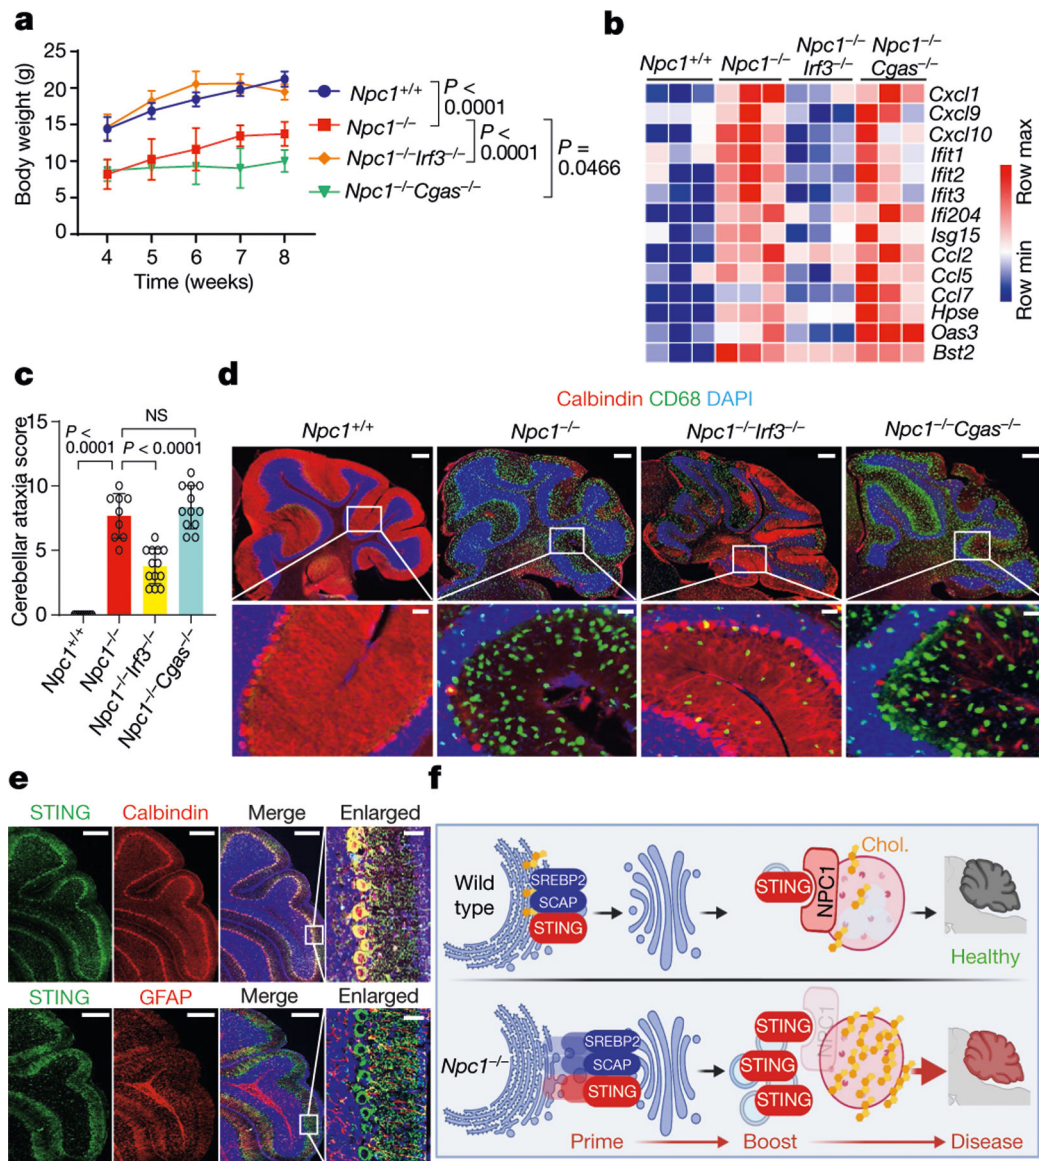 a
Body weight (g)
25
20
15
10
5
0
4 5 6 7 8
Time (weeks)
Npc1+/+
Npc1−/−
Npc1−/−Irf3−/−
Npc1−/−Cgas−/−
P <
0.0001
P <
0.0001
P =
0.0466
b
Npc1+/+ Npc1−/− Npc1−/− Irf3−/− Npc1−/− Cgas−/−
Cxcl1
Cxcl9
Cxcl10
Ifit1
Ifit2
Ifit3
Ifi204
Isg15
Ccl2
Ccl5
Ccl7
Hpse
Oas3
Bst2
Row max
Row min
c
Cerebellar ataxia score
15
10
5
0
NS
P <
0.0001
P < 0.0001
Npc1+/+
Npc1−/−
Npc1−/−Irf3−/−
Npc1−/−Cgas−/−
d
Calbindin CD68 DAPI
Npc1+/+ Npc1−/− Npc1−/−Irf3−/− Npc1−/−Cgas−/−
e
STING Calbindin Merge Enlarged
STING GFAP Merge Enlarged
f
Wild
type
SREBP2
SCAP
STING
STING
NPC1
Chol.
Healthy
Npc1−/−
SREBP2
SCAP
STING
STING
STING
STING
NPC1
Prime Boost Disease